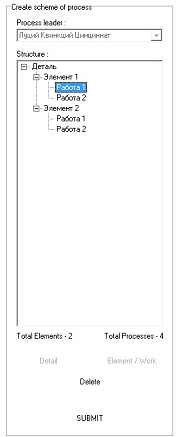 Create scheme of process
Process leader :
Луций Квинкций Цинциннат
Structure :
Деталь
Элемент 1
Работа 1
Работа 2
Элемент 2
Работа 1
Работа 2
Total Elements - 2 Total Processes - 4
Detail Element / Work
Delete
SUBMIT